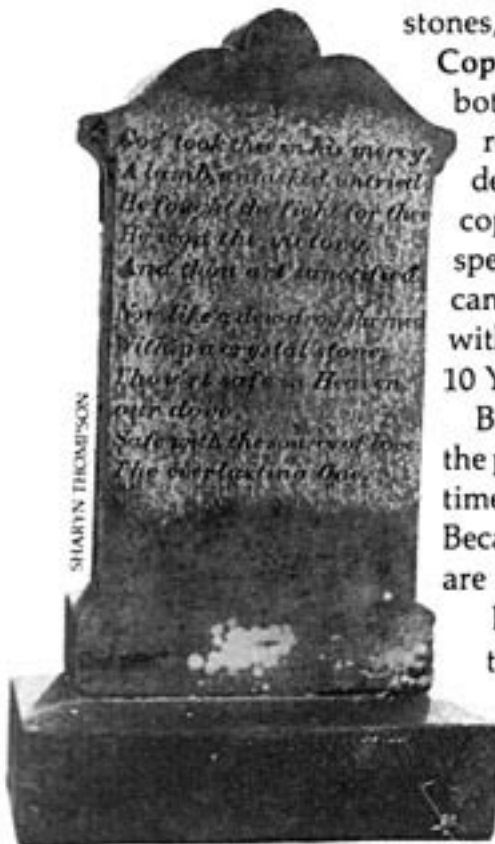 God took thee in his mercy,
A lamb untasked untried
He fought the fight for thee
He won the victory,
And thou art sanctified.
Now like a dewdrop shrined
Within a crystal stone,
Thou'rt safe in Heaven
our dove.
Safe with the source of love
The everlasting One.
SHARYN THOMPSON
stones,
Cop
bot
r
de
cop
spe
can
with
10 Y
B
the
time
Beca
are
t